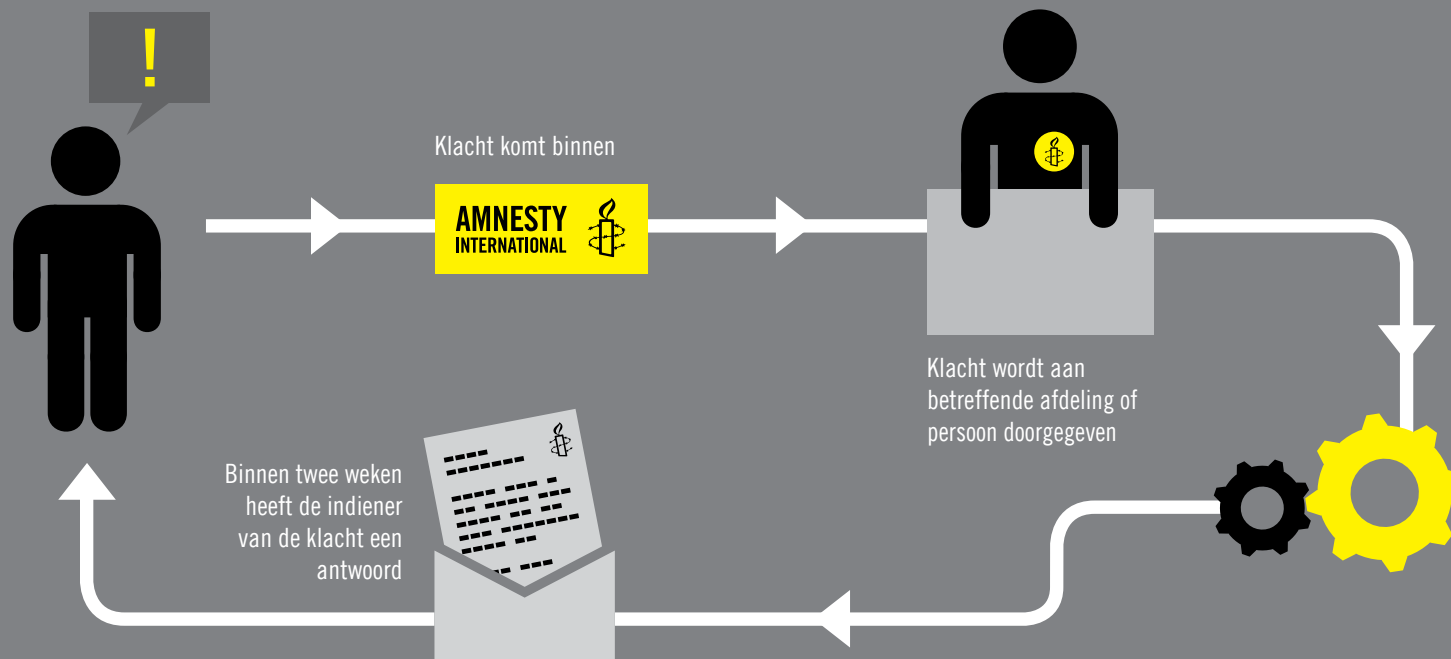 !
Klacht komt binnen
AMNESTY
INTERNATIONAL
Klacht wordt aan
betreffende afdeling of
persoon doorgegeven
Binnen twee weken
heeft de indiener
van de klacht een
antwoord